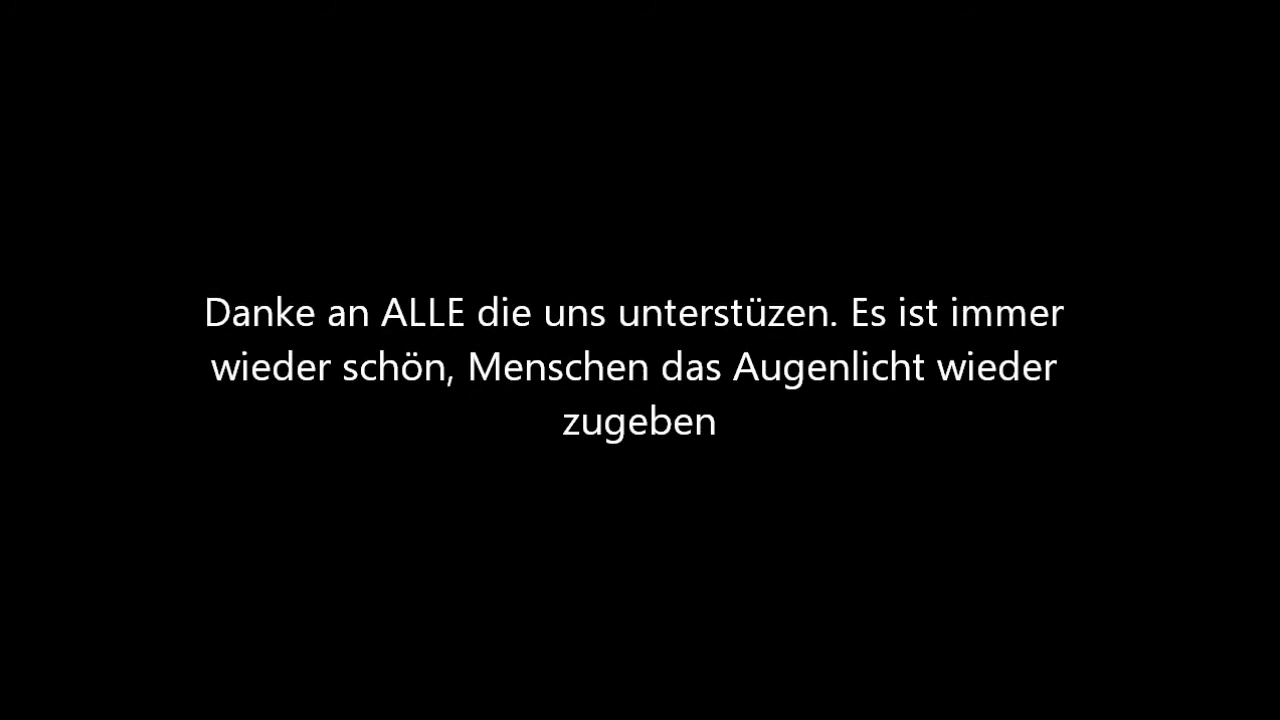 Danke an ALLE die uns unterstüzen. Es ist immer
wieder schön, Menschen das Augenlicht wieder
zugeben